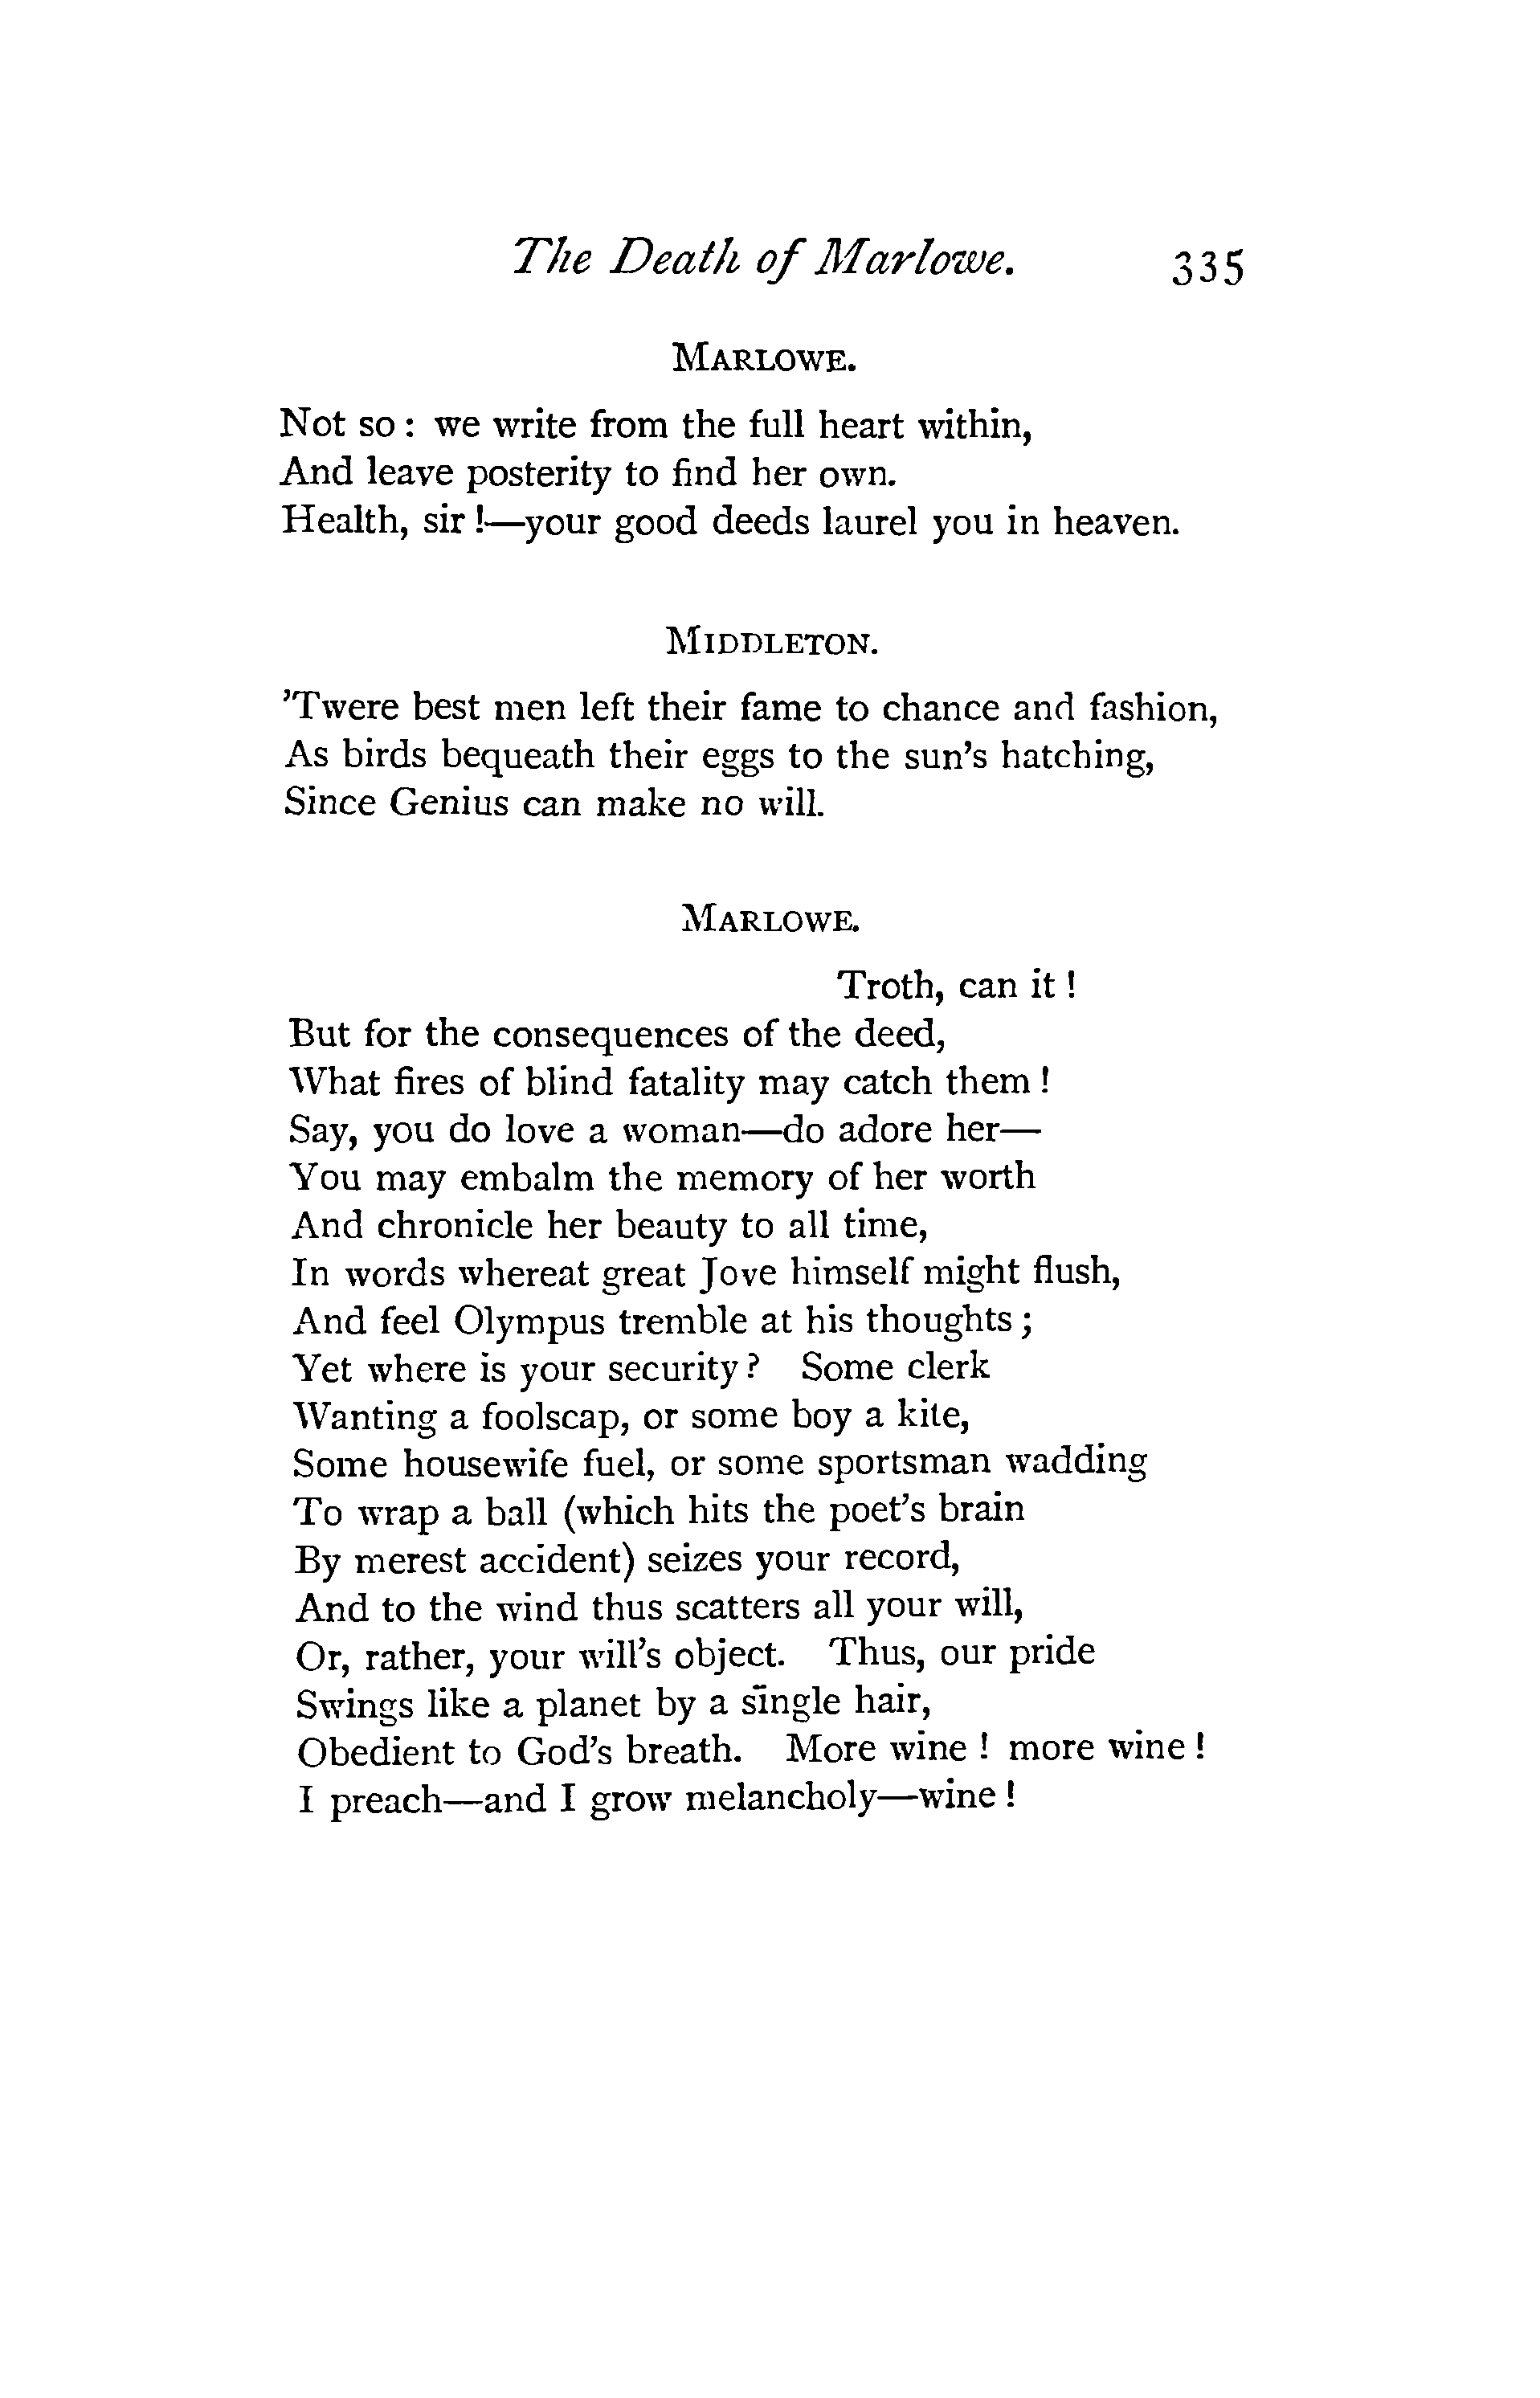 The Death of Marlowe. 335
MARLOWE.
Not so : we write from the full heart within,
And leave posterity to find her own.
Health, sir !—your good deeds laurel you in heaven.
MIDDLETON.
’Twere best men left their fame to chance and fashion,
As birds bequeath their eggs to the sun’s hatching,
Since Genius can make no will.
MARLOWE.
Troth, can it !
But for the consequences of the deed,
What fires of blind fatality may catch them !
Say, you do love a woman—do adore her—
You may embalm the memory of her worth
And chronicle her beauty to all time,
In words whereat great Jove himself might flush,
And feel Olympus tremble at his thoughts ;
Yet where is your security ? Some clerk
Wanting a foolscap, or some boy a kite,
Some housewife fuel, or some sportsman wadding
To wrap a ball (which hits the poet’s brain
By merest accident) seizes your record,
And to the wind thus scatters all your will,
Or, rather, your will’s object. Thus, our pride
Swings like a planet by a single hair,
Obedient to God’s breath. More wine ! more wine !
I preach—and I grow melancholy—wine !